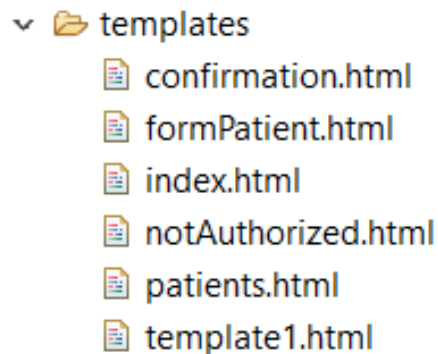 templates
confirmation.html
formPatient.html
index.html
notAuthorized.html
patients.html
template1.html